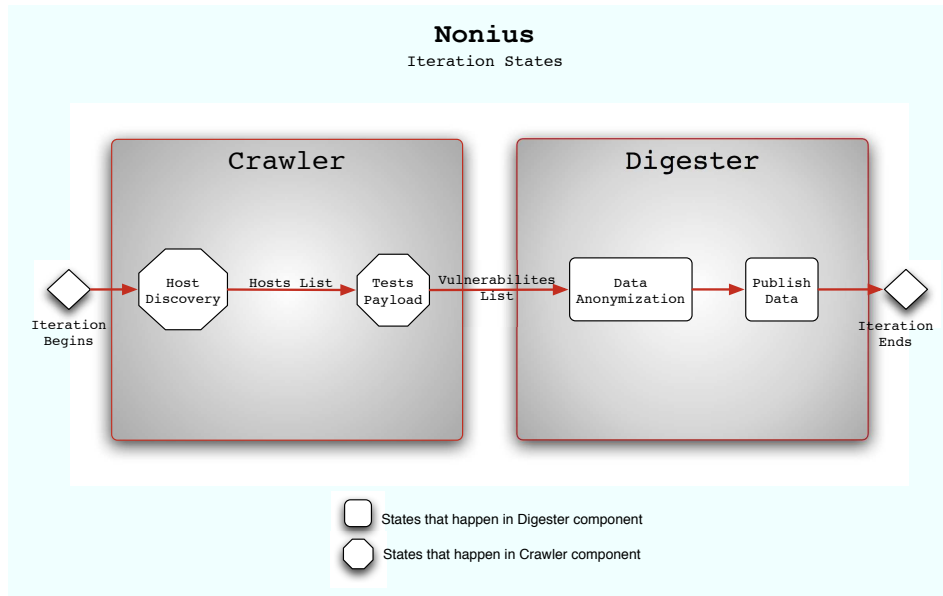 Nonius
Iteration States
Crawler
Digester
Host
Discovery
Hosts List
Tests
Payload
Vulnerabilites
List
Data
Anonymization
Publish
Data
Iteration
Begins
Iteration
Ends
States that happen in Digester component
States that happen in Crawler component